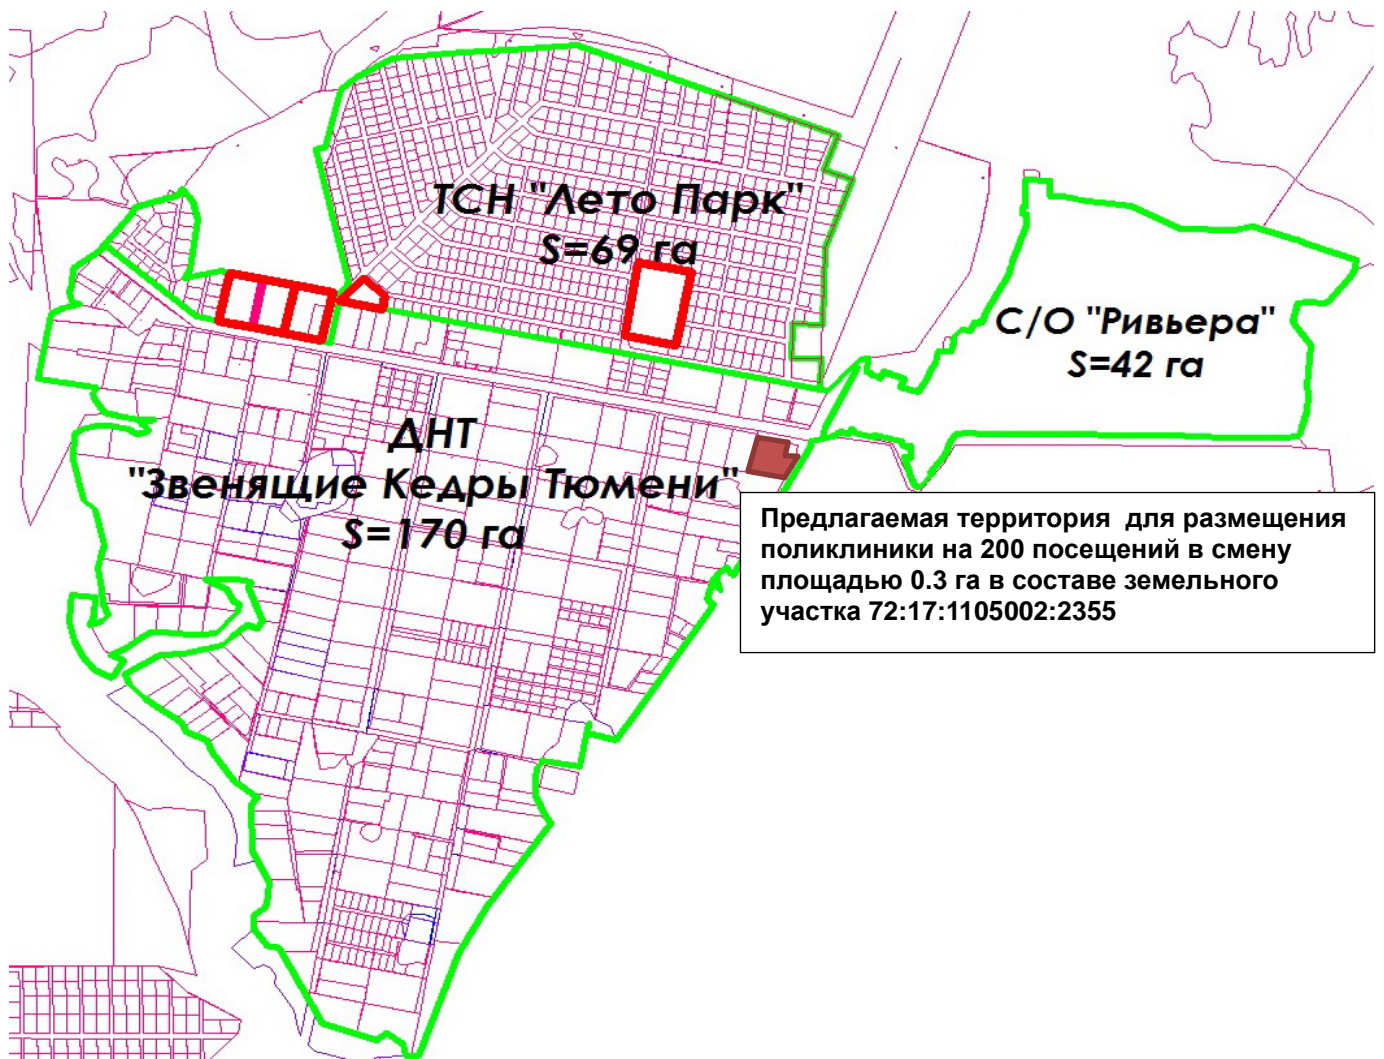 ТСН "Лето Парк"
S=69 га
С/О "Ривьера"
S=42 га
ДНТ
"Звенящие Кедры Тюмени"
S=170 га
Предлагаемая территория для размещения
поликлиники на 200 посещений в смену
площадью 0.3 га в составе земельного
участка 72:17:1105002:2355